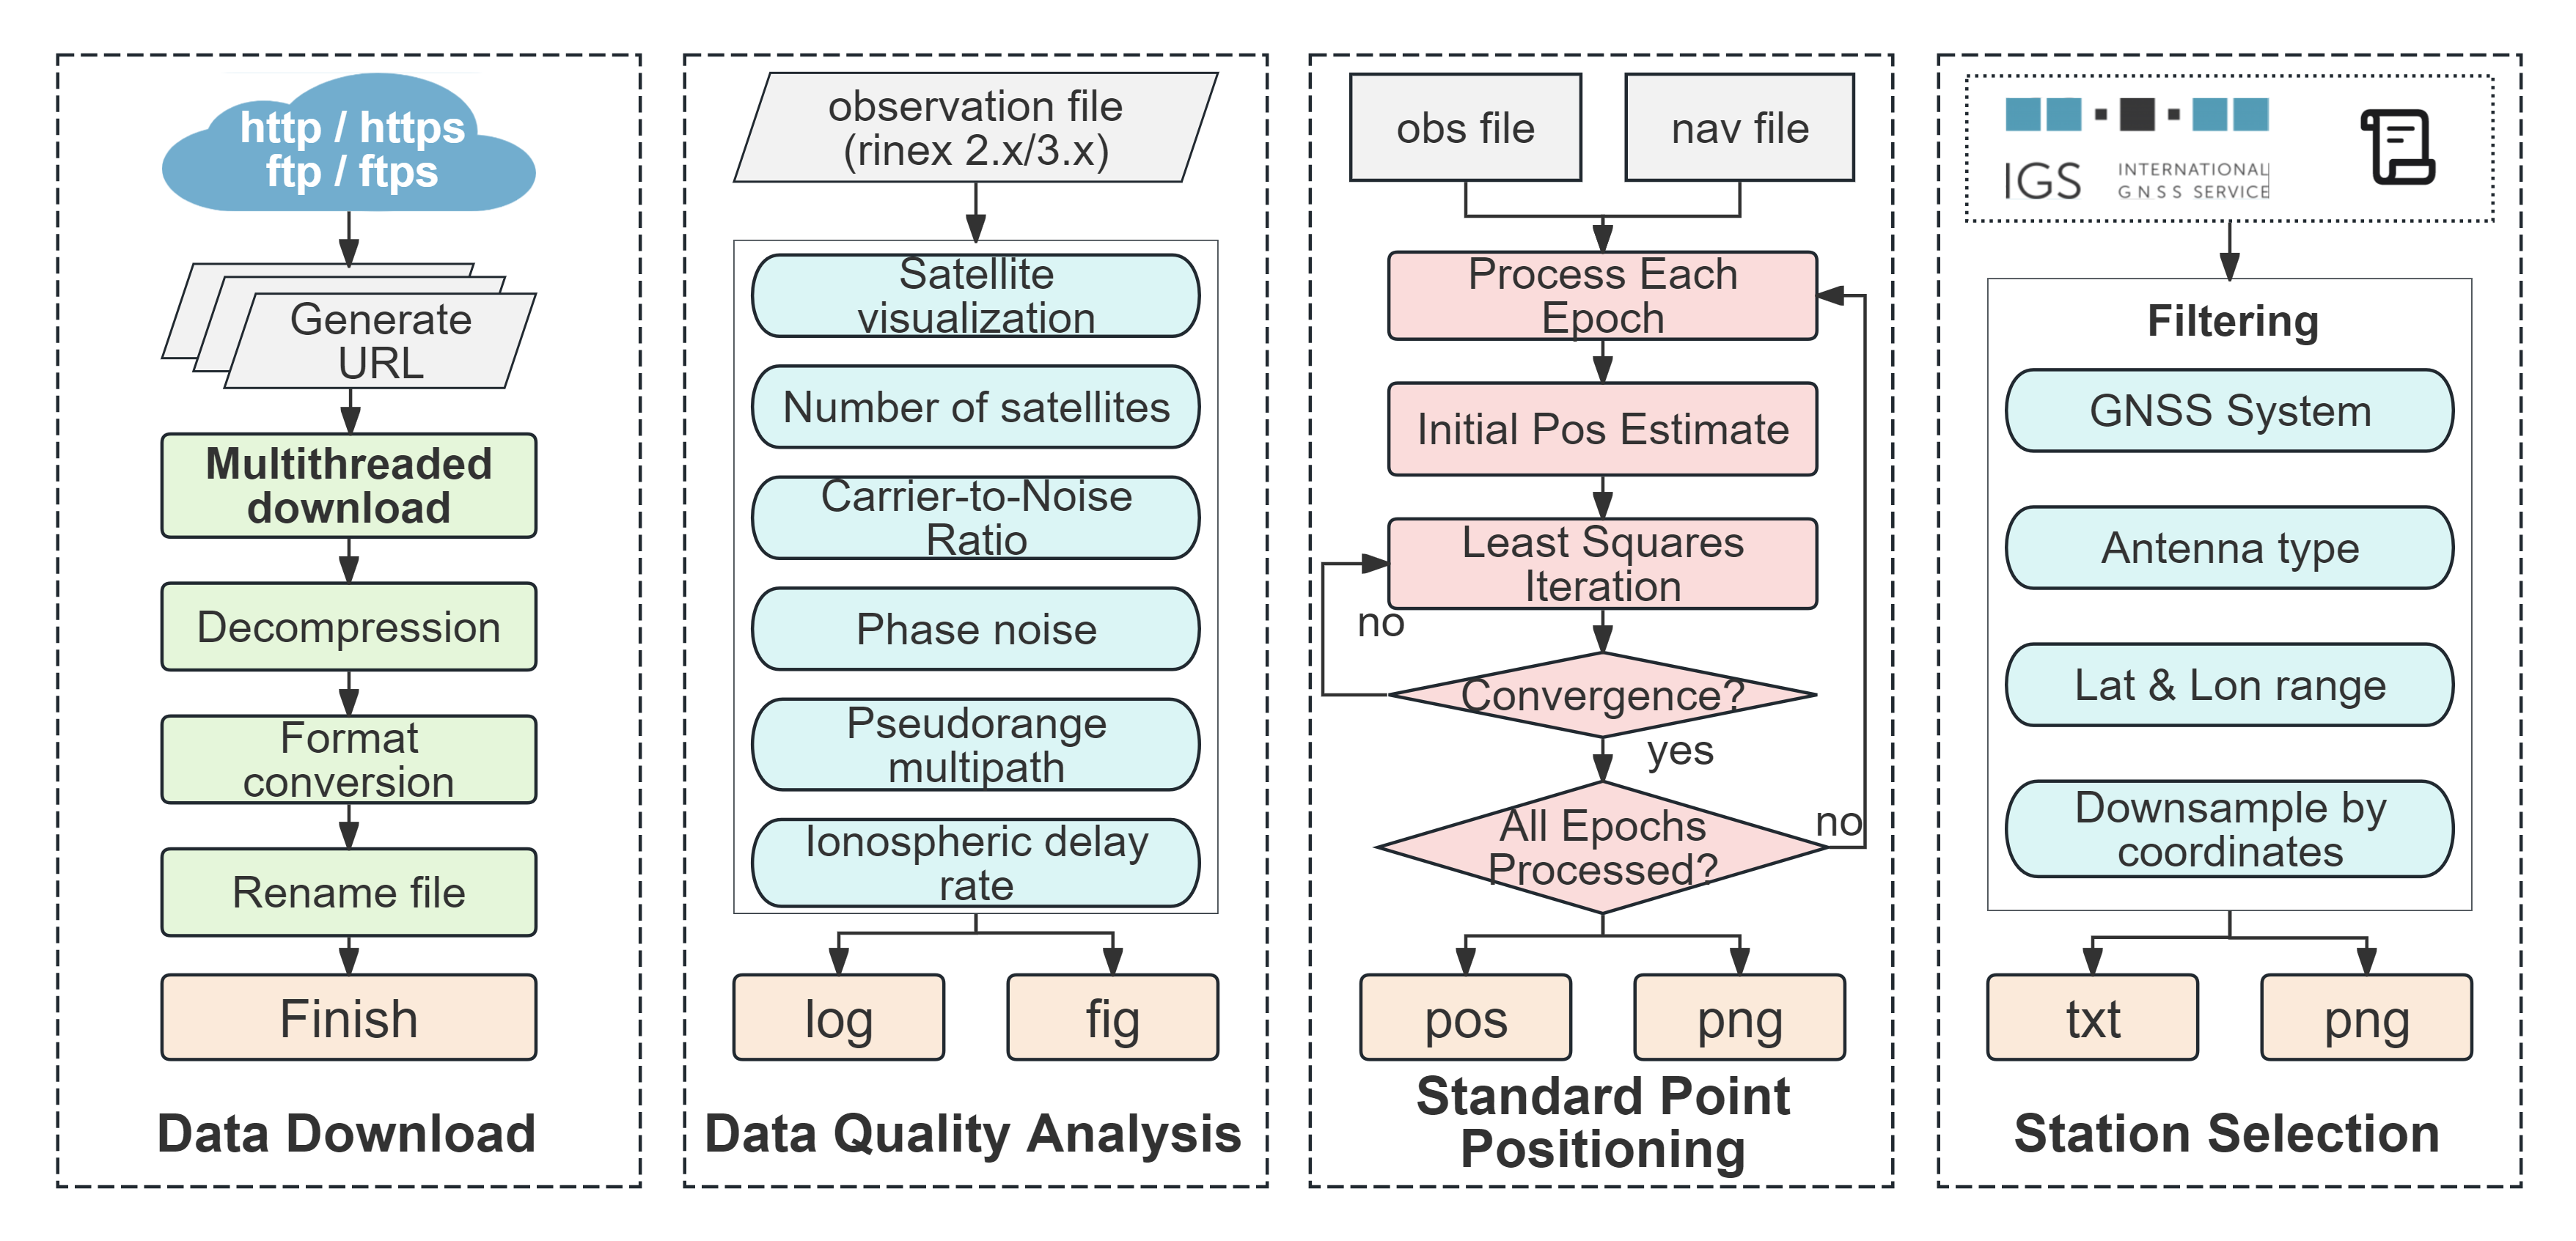 http / https
ftp / ftps
Generate
URL
Multithreaded
download
Decompression
Format
conversion
Rename file
Finish
Data Download
observation file
(rinex 2.x/3.x)
Satellite
visualization
Number of satellites
Carrier-to-Noise
Ratio
Phase noise
Pseudorange
multipath
Ionospheric delay
rate
log
fig
Data Quality Analysis
obs file
nav file
Process Each
Epoch
Initial Pos Estimate
Least Squares
Iteration
no
Convergence?
yes
All Epochs
Processed?
no
pos
png
Standard Point
Positioning
IGS
INTERNATIONAL
GNSS SERVICE
Filtering
GNSS System
Antenna type
Lat & Lon range
Downsample by
coordinates
txt
png
Station Selection